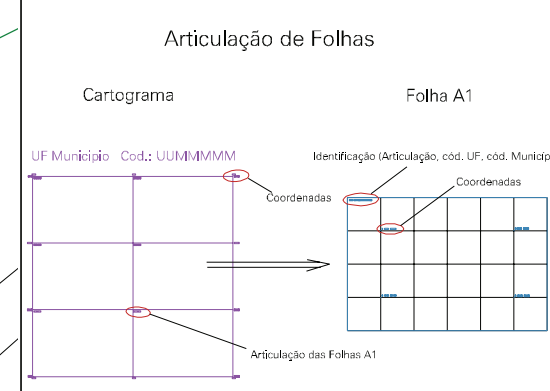 Articulação de Folhas
Cartograma
Folha A1
UF Municipio Cod.: UUMMMMM
Identificação (Articulação, cód. UF, cód. Municíp
Coordenadas
Coordenadas
Articulação das Folhas A1